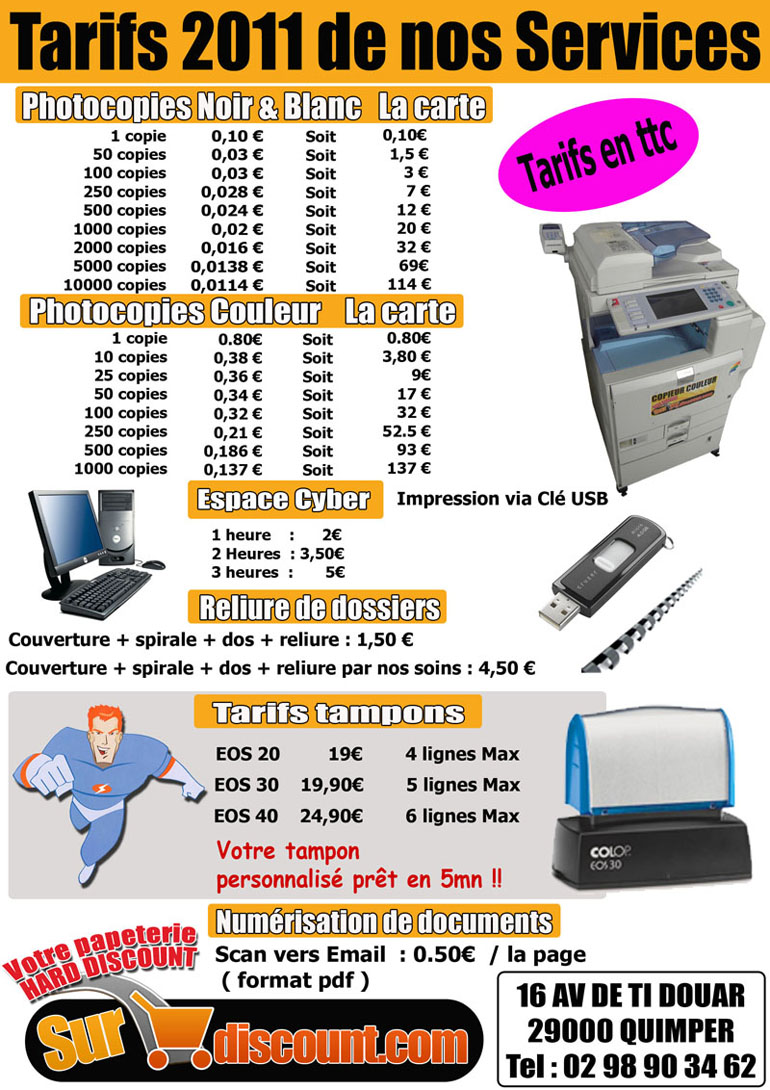 Tarifs 2011 de nos Services
Photocopies Noir & Blanc La carte
1 copie 0,10 € Soit 0,10€
50 copies 0,03 € Soit 1,5 €
100 copies 0,03 € Soit 3 €
250 copies 0,028 € Soit 7 €
500 copies 0,024 € Soit 12 €
1000 copies 0,02 € Soit 20 €
2000 copies 0,016 € Soit 32 €
5000 copies 0,0138 € Soit 69€
10000 copies 0,0114 € Soit 114 €
Tarifs en ttc
Photocopies Couleur La carte
1 copie 0.80€ Soit 0.80€
10 copies 0,38 € Soit 3,80 €
25 copies 0,36 € Soit 9€
50 copies 0,34 € Soit 17 €
100 copies 0,32 € Soit 32 €
250 copies 0,21 € Soit 52.5 €
500 copies 0,186 € Soit 93 €
1000 copies 0,137 € Soit 137 €
COPIEUR COULEUR
Espace Cyber Impression via Clé USB
1 heure : 2€
2 Heures : 3,50€
3 heures : 5€
Reliure de dossiers
Couverture + spirale + dos + reliure : 1,50 €
Couverture + spirale + dos + reliure par nos soins : 4,50 €
Tarifs tampons
EOS 20 19€ 4 lignes Max
EOS 30 19,90€ 5 lignes Max
EOS 40 24,90€ 6 lignes Max
Votre tampon
personnalisé prêt en 5mn !!
COLOP
EOS 30
Numérisation de documents
Scan vers Email : 0.50€ / la page
( format pdf )
Votre papeterie
HARD DISCOUNT
Sur discount.com
16 AV DE TI DOUAR
29000 QUIMPER
Tel : 02 98 90 34 62